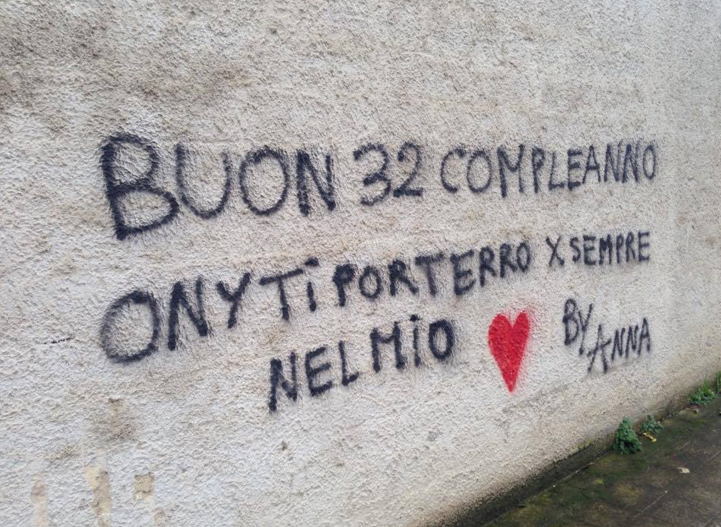 BUON 32 COMPLEANNO
ONY TI PORTERRO X SEMPRE
NEL MIO ♥ BY ANNA